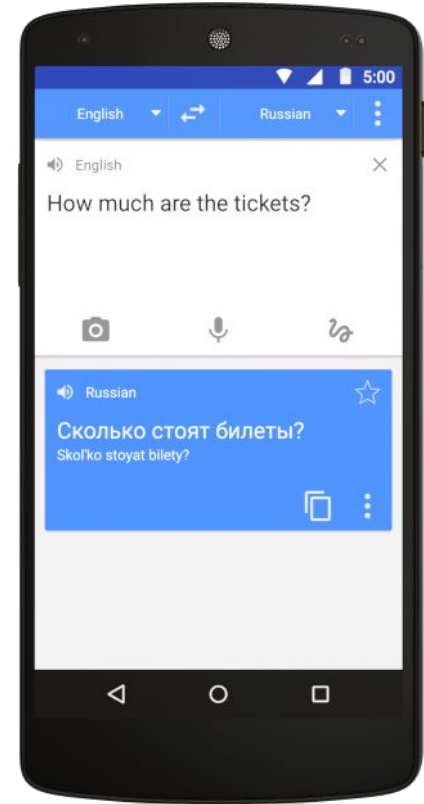 5:00
English Russian
English
How much are the tickets?
Russian
Сколько стоят билеты?
Skol'ko stoyat bilety?